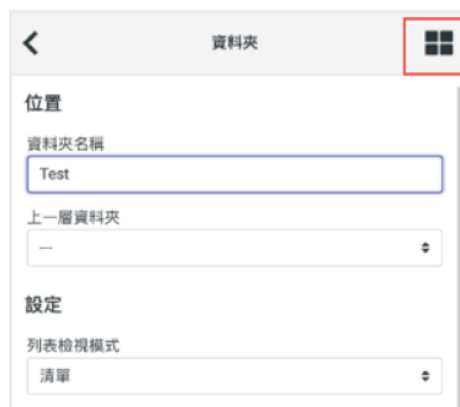 資料夾
位置
資料夾名稱
Test
上一層資料夾
---
設定
列表檢視模式
清單